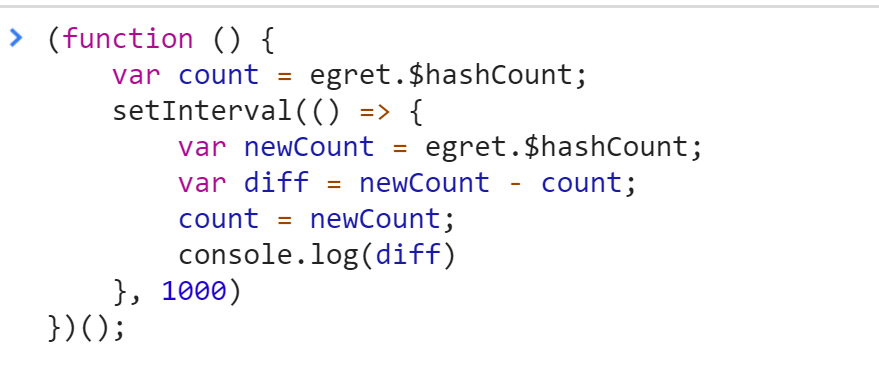 > (function () {
    var count = egret.$hashCount;
    setInterval(() => {
        var newCount = egret.$hashCount;
        var diff = newCount - count;
        count = newCount;
        console.log(diff)
    }, 1000)
})();